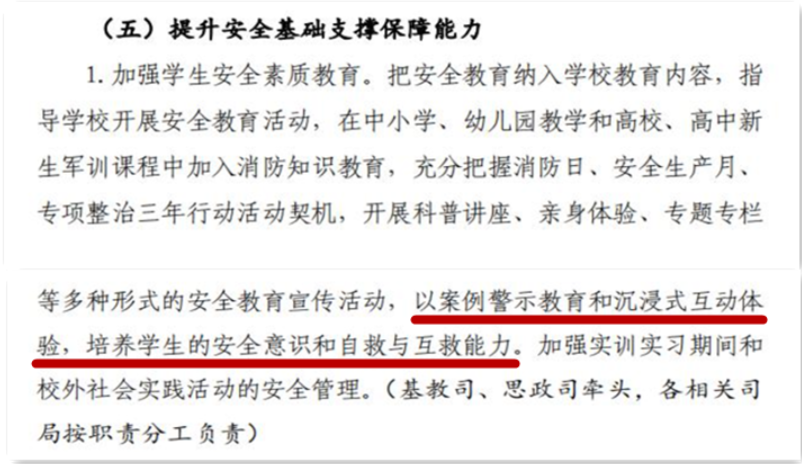 （五）提升安全基础支撑保障能力
1. 加强学生安全素质教育。把安全教育纳入学校教育内容，指
导学校开展安全教育活动，在中小学、幼儿园教学和高校、高中新
生军训课程中加入消防知识教育，充分把握消防日、安全生产月、
专项整治三年行动活动契机，开展科普讲座、亲身体验、专题专栏
等多种形式的安全教育宣传活动，以案例警示教育和沉浸式互动体
验，培养学生的安全意识和自救与互救能力。加强实训实习期间和
校外社会实践活动的安全管理。（基教司、思政司牵头，各相关司
局按职责分工负责）